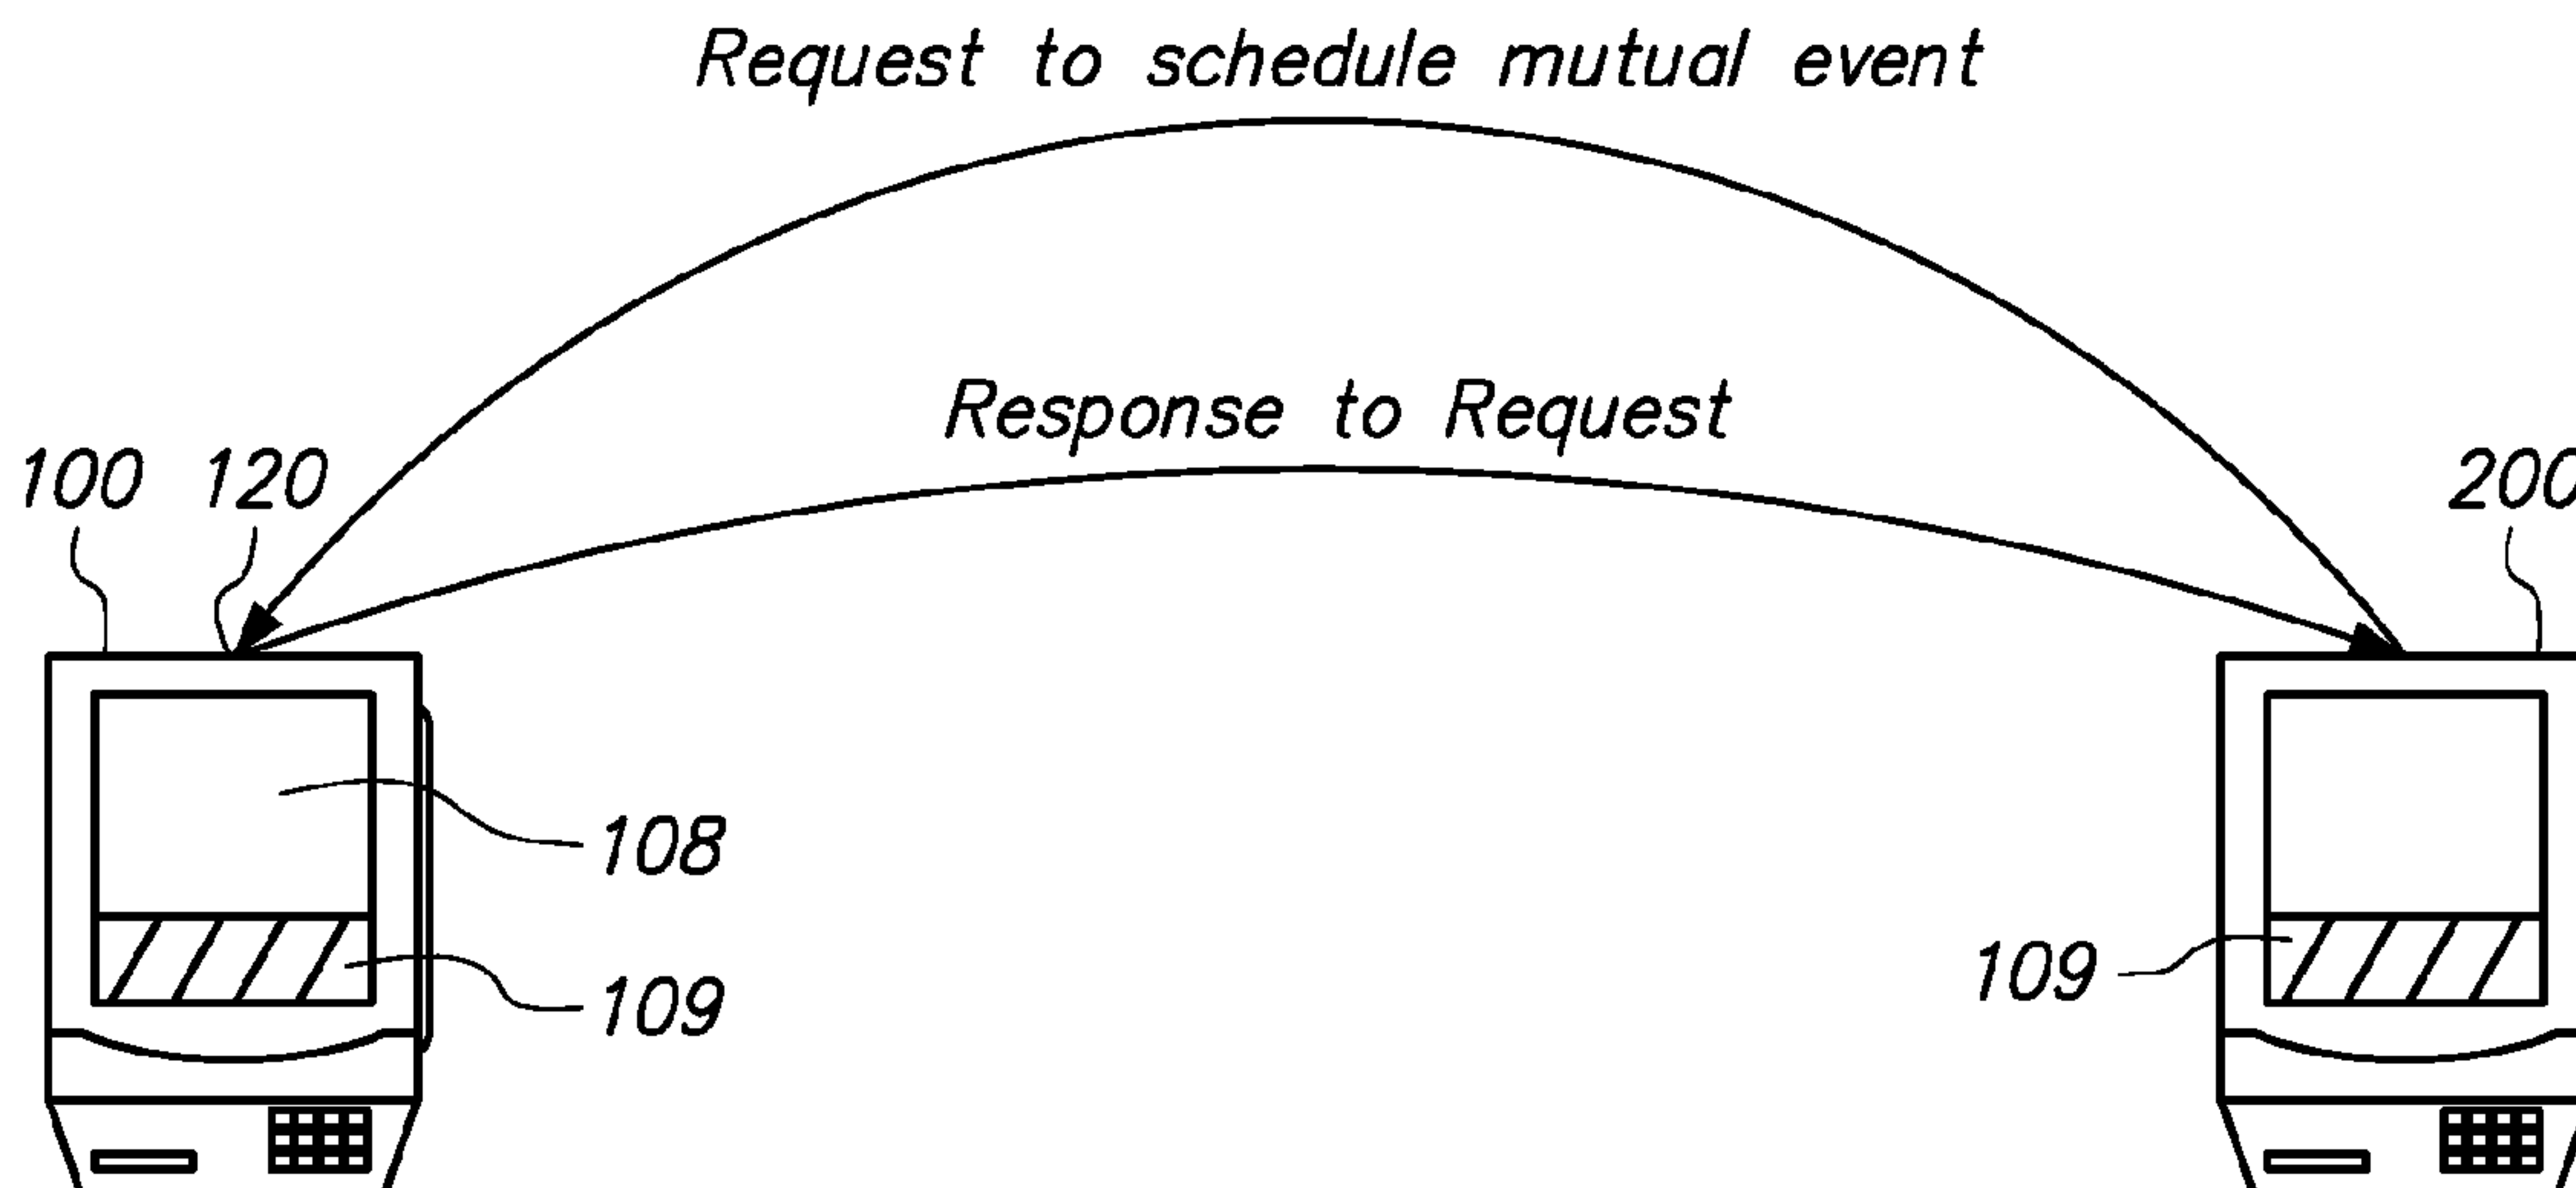 Request to schedule mutual event
Response to Request
100 120 200
108
109 109